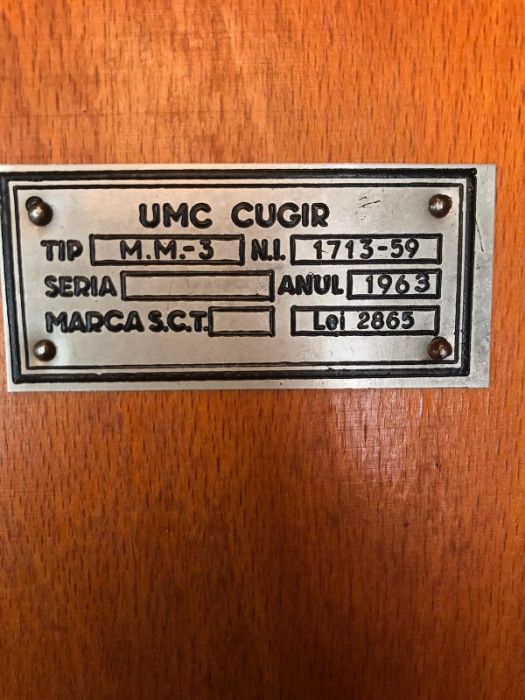 UMC CUGIR
TIP M.M.-3 N.I. 1713-59
SERIA ANUL 1963
MARCA S.C.T. Lei 2865